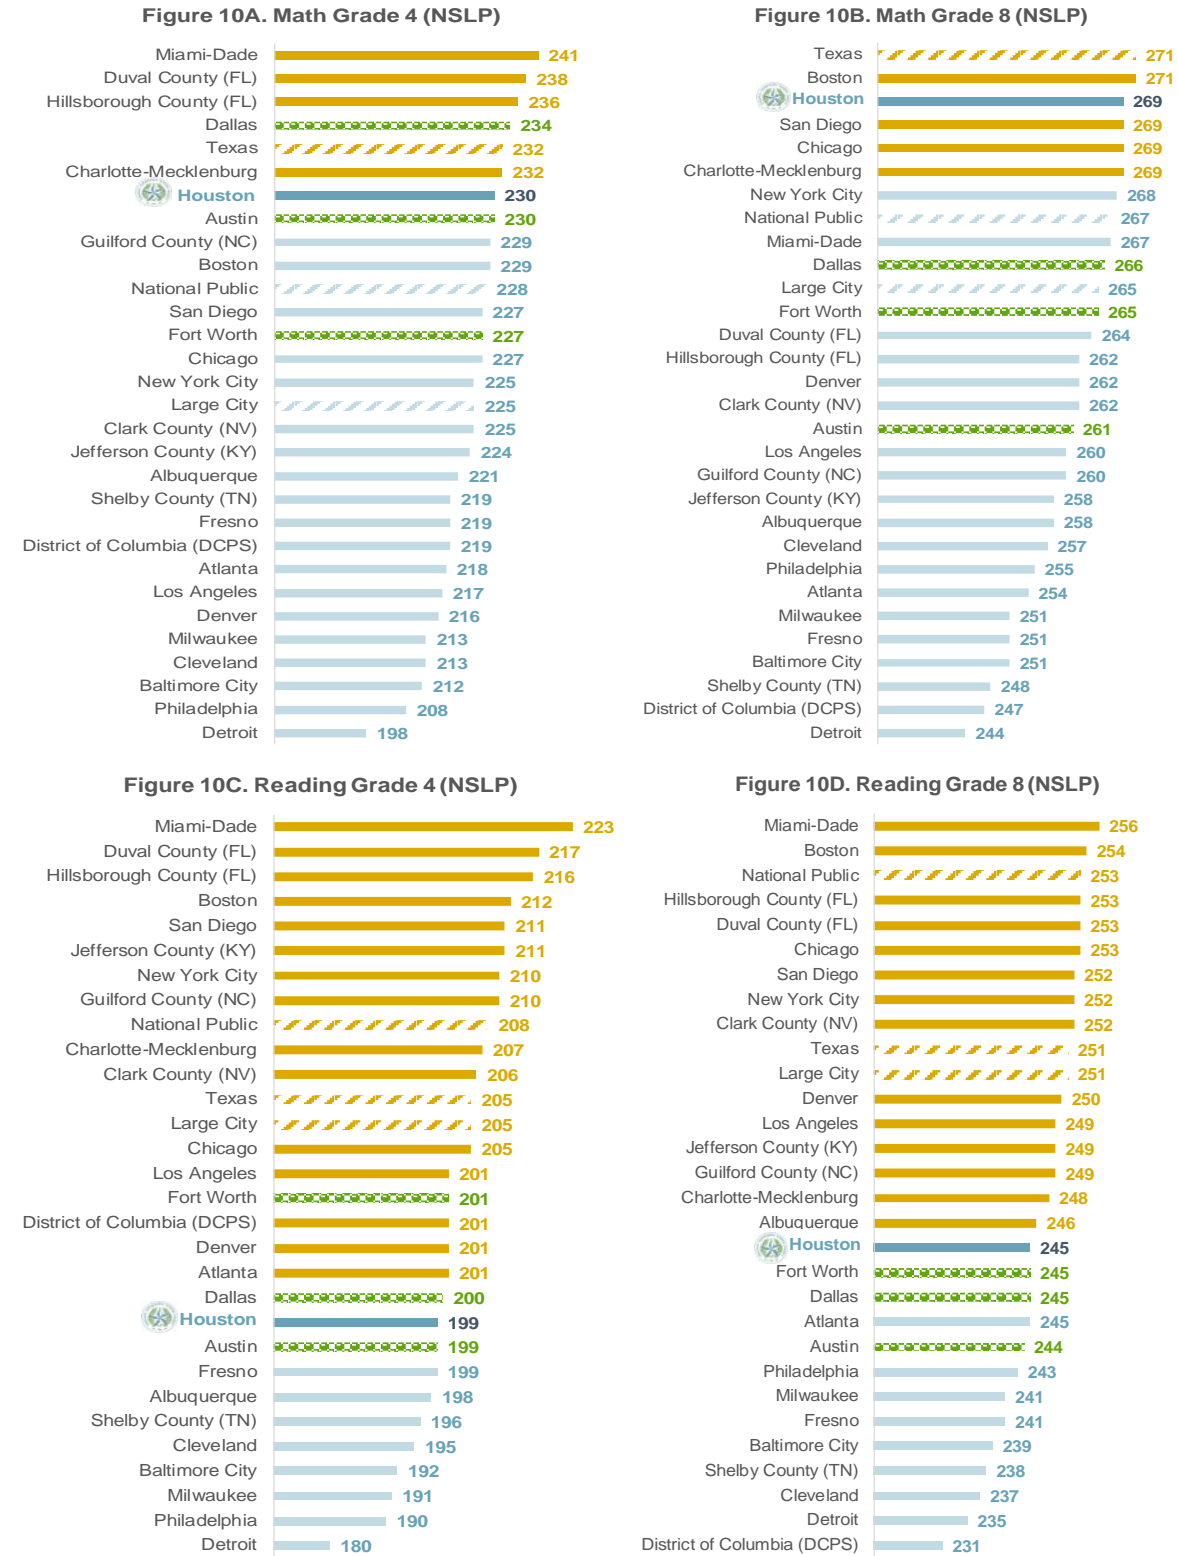 Figure 10A. Math Grade 4 (NSLP)
Miami-Dade 241
Duval County (FL) 238
Hillsborough County (FL) 236
Dallas 234
Texas 232
Charlotte-Mecklenburg 232
Houston 230
Austin 230
Guilford County (NC) 229
Boston 229
National Public 228
San Diego 227
Fort Worth 227
Chicago 227
New York City 225
Large City 225
Clark County (NV) 225
Jefferson County (KY) 224
Albuquerque 221
Shelby County (TN) 219
Fresno 219
District of Columbia (DCPS) 219
Atlanta 218
Los Angeles 217
Denver 216
Milwaukee 213
Cleveland 213
Baltimore City 212
Philadelphia 208
Detroit 198
Figure 10B. Math Grade 8 (NSLP)
Texas 271
Boston 271
Houston 269
San Diego 269
Chicago 269
Charlotte-Mecklenburg 269
New York City 268
National Public 267
Miami-Dade 267
Dallas 266
Large City 265
Fort Worth 265
Duval County (FL) 264
Hillsborough County (FL) 262
Denver 262
Clark County (NV) 262
Austin 261
Los Angeles 260
Guilford County (NC) 260
Jefferson County (KY) 258
Albuquerque 258
Cleveland 257
Philadelphia 255
Atlanta 254
Milwaukee 251
Fresno 251
Baltimore City 251
Shelby County (TN) 248
District of Columbia (DCPS) 247
Detroit 244
Figure 10C. Reading Grade 4 (NSLP)
Miami-Dade 223
Duval County (FL) 217
Hillsborough County (FL) 216
Boston 212
San Diego 211
Jefferson County (KY) 211
New York City 210
Guilford County (NC) 210
National Public 208
Charlotte-Mecklenburg 207
Clark County (NV) 206
Texas 205
Large City 205
Chicago 205
Los Angeles 201
Fort Worth 201
District of Columbia (DCPS) 201
Denver 201
Atlanta 201
Dallas 200
Houston 199
Austin 199
Fresno 199
Albuquerque 198
Shelby County (TN) 196
Cleveland 195
Baltimore City 192
Milwaukee 191
Philadelphia 190
Detroit 180
Figure 10D. Reading Grade 8 (NSLP)
Miami-Dade 256
Boston 254
National Public 253
Hillsborough County (FL) 253
Duval County (FL) 253
Chicago 253
San Diego 252
New York City 252
Clark County (NV) 252
Texas 251
Large City 251
Denver 250
Los Angeles 249
Jefferson County (KY) 249
Guilford County (NC) 249
Charlotte-Mecklenburg 248
Albuquerque 246
Houston 245
Fort Worth 245
Dallas 245
Atlanta 245
Austin 244
Philadelphia 243
Milwaukee 241
Fresno 241
Baltimore City 239
Shelby County (TN) 238
Cleveland 237
Detroit 235
District of Columbia (DCPS) 231